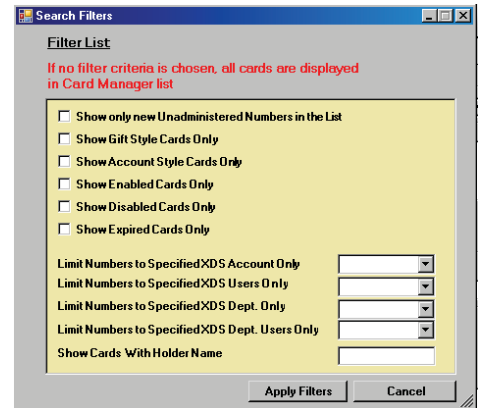 Search Filters
Filter List
If no filter criteria is chosen, all cards are displayed
in Card Manager list
Show only new Unadministered Numbers in the List
Show Gift Style Cards Only
Show Account Style Cards Only
Show Enabled Cards Only
Show Disabled Cards Only
Show Expired Cards Only
Limit Numbers to Specified XDS Account Only
Limit Numbers to Specified XDS Users Only
Limit Numbers to Specified XDS Dept. Only
Limit Numbers to Specified XDS Dept. Users Only
Show Cards With Holder Name
Apply Filters Cancel